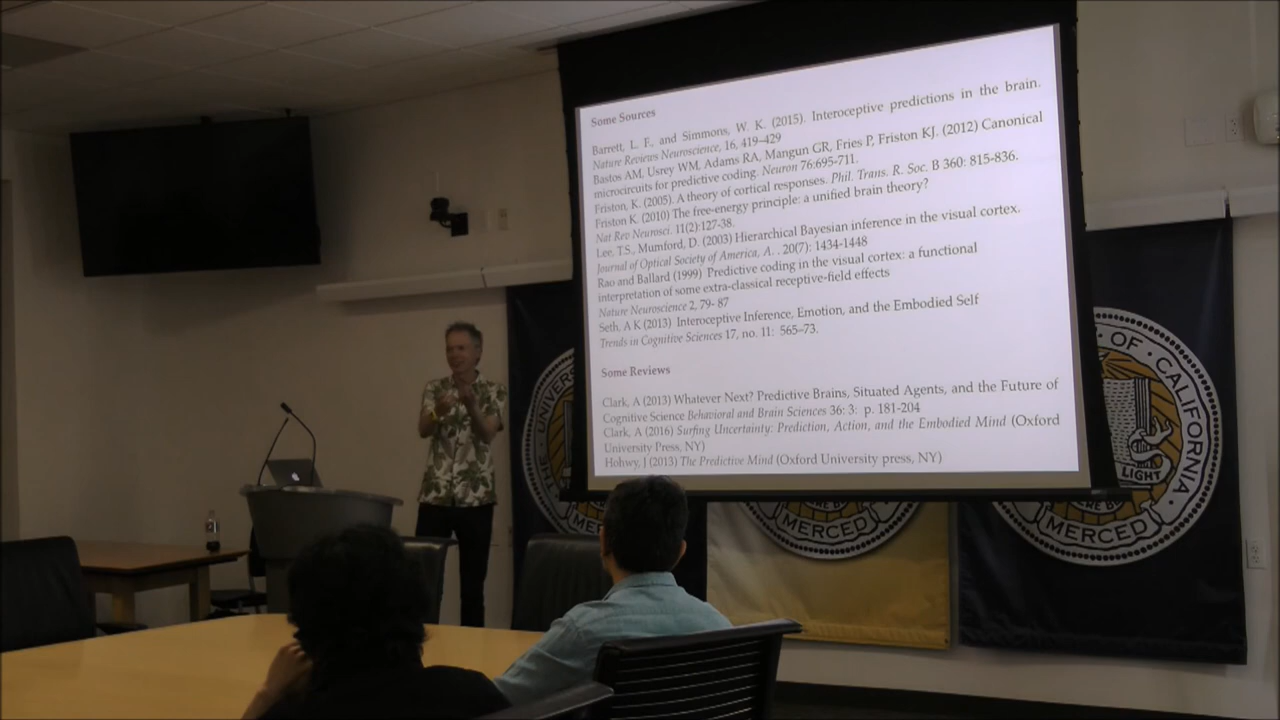 Some Sources
Barrett, L. F., and Simmons, W. K. (2015). Interoceptive predictions in the brain.
Nature Reviews Neuroscience, 16, 419–429
Bastos AM, Usrey WM, Adams RA, Mangun GR, Fries P, Friston KJ. (2012) Canonical
microcircuits for predictive coding. Neuron 76:695-711.
Friston, K. (2005). A theory of cortical responses. Phil. Trans. R. Soc. B 360: 815-836.
Friston K. (2010) The free-energy principle: a unified brain theory?
Nat Rev Neurosci. 11(2):127-38.
Lee, T.S., Mumford, D. (2003) Hierarchical Bayesian inference in the visual cortex.
Journal of Optical Society of America, A. . 20(7): 1434-1448
Rao and Ballard (1999) Predictive coding in the visual cortex: a functional
interpretation of some extra-classical receptive-field effects
Nature Neuroscience 2, 79- 87
Seth, A K (2013) Interoceptive Inference, Emotion, and the Embodied Self
Trends in Cognitive Sciences 17, no. 11: 565–73.
Some Reviews
Clark, A (2013) Whatever Next? Predictive Brains, Situated Agents, and the Future of
Cognitive Science Behavioral and Brain Sciences 36: 3: p. 181-204
Clark, A (2016) Surfing Uncertainty: Prediction, Action, and the Embodied Mind (Oxford
University Press, NY)
Hohwy, J (2013) The Predictive Mind (Oxford University press, NY)
THE UNIVERS
MERCED
OF · CALIFORNIA ·
LIGHT
MERCED